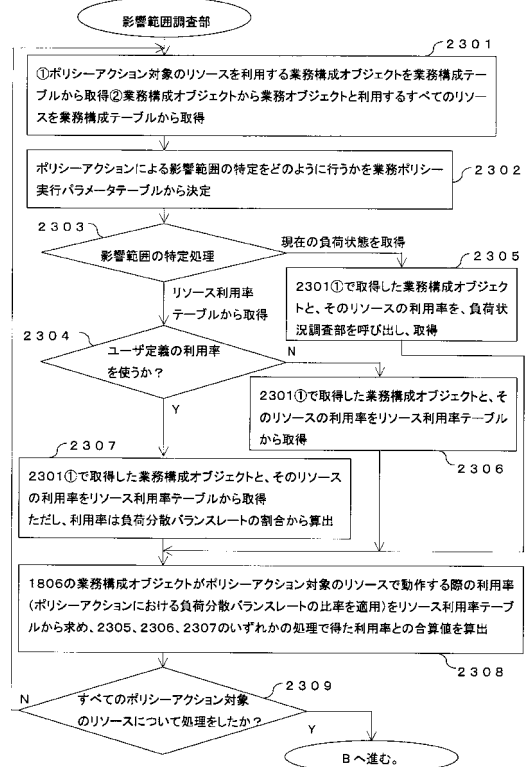 影響範囲調査部
2301
①ポリシーアクション対象のリソースを利用する業務構成オブジェクトを業務構成テー
ブルから取得②業務構成オブジェクトから業務オブジェクトと利用するすべてのリソー
スを業務構成テーブルから取得
ポリシーアクションによる影響範囲の特定をどのように行うかを業務ポリシー
実行パラメータテーブルから決定
2302
2303
影響範囲の特定処理
現在の負荷状態を取得
2305
リソース利用率
テーブルから取得
2301①で取得した業務構成オブジェク
トと、そのリソースの利用率を、負荷状
況調査部を呼び出し、取得
2304
ユーザ定義の利用率
を使うか？
N
Y
2301①で取得した業務構成オブジェクトと、そ
のリソースの利用率をリソース利用率テーブル
から取得
2306
2307
2301①で取得した業務構成オブジェクトと、そのリソース
の利用率をリソース利用率テーブルから取得
ただし、利用率は負荷分散バランスレートの割合から算出
1806の業務構成オブジェクトがポリシーアクション対象のリソースで動作する際の利用率
(ポリシーアクションにおける負荷分散バランスレートの比率を適用)をリソース利用率テーブ
ルから求め、2305、2306、2307のいずれかの処理で得た利用率との合算値を算出
2308
2309
N
すべてのポリシーアクション対象
のリソースについて処理をしたか？
Y
Bへ進む。